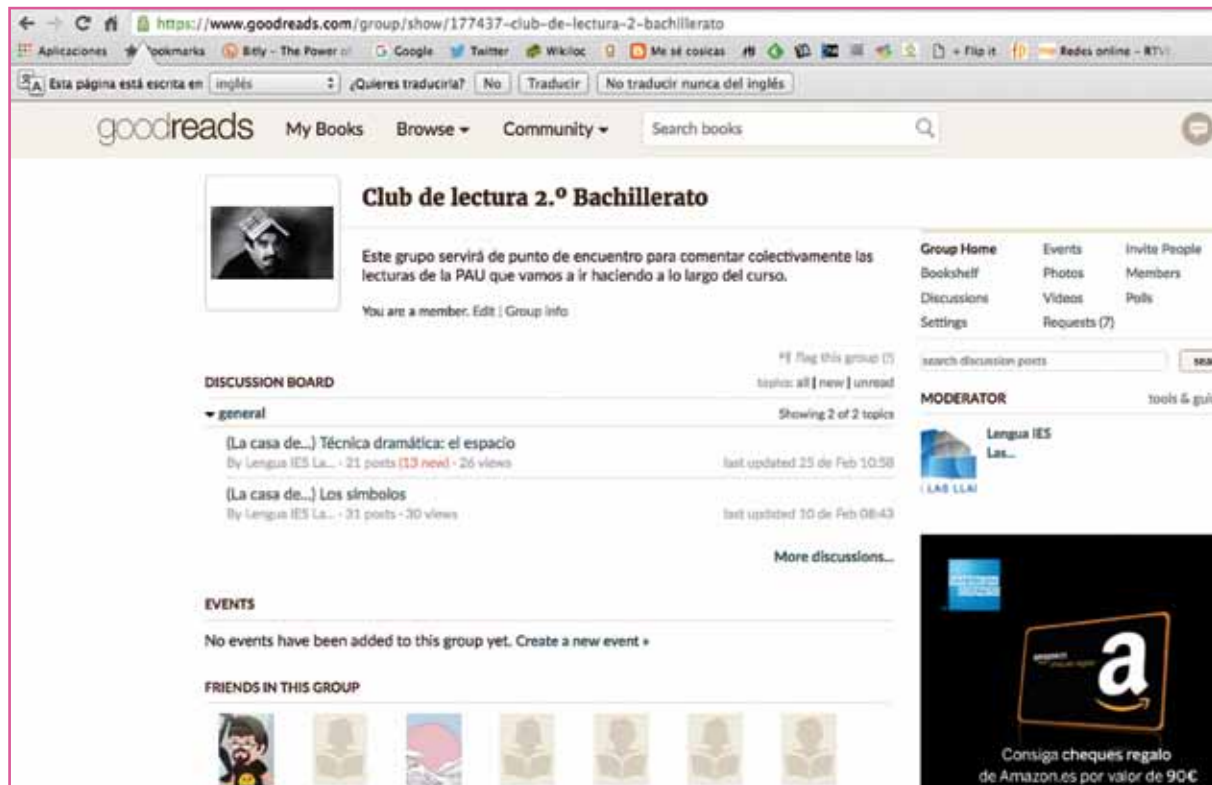 https://www.goodreads.com/group/show/177437-club-de-lectura-2-bachillerato
Aplicaciones Bitly - The Power of Google Twitter Wikiloc Me sé cosicas + Flip it Redes online - RTV
Esta página está escrita en inglés ¿Quieres traducirla? No Traducir No traducir nunca del inglés
goodreads My Books Browse Community Search books
Club de lectura 2.º Bachillerato
Este grupo servirá de punto de encuentro para comentar colectivamente las
lecturas de la PAU que vamos a ir haciendo a lo largo del curso.
You are a member. Edit | Group info
flag this group (?)
DISCUSSION BOARD topics: all | new | unread
general Showing 2 of 2 topics
(La casa de...) Técnica dramática: el espacio
By Lengua IES La... - 21 posts (13 new) - 26 views last updated 25 de Feb 10:58
(La casa de...) Los símbolos
By Lengua IES La... - 31 posts - 30 views last updated 10 de Feb 08:43
More discussions...
EVENTS
No events have been added to this group yet. Create a new event »
FRIENDS IN THIS GROUP
Group Home Events Invite People
Bookshelf Photos Members
Discussions Videos Polls
Settings Requests (7)
search discussion posts sea
MODERATOR tools & gui
Lengua IES
Las...
LAS LLA
a
Consiga cheques regalo
de Amazon.es por valor de 90€